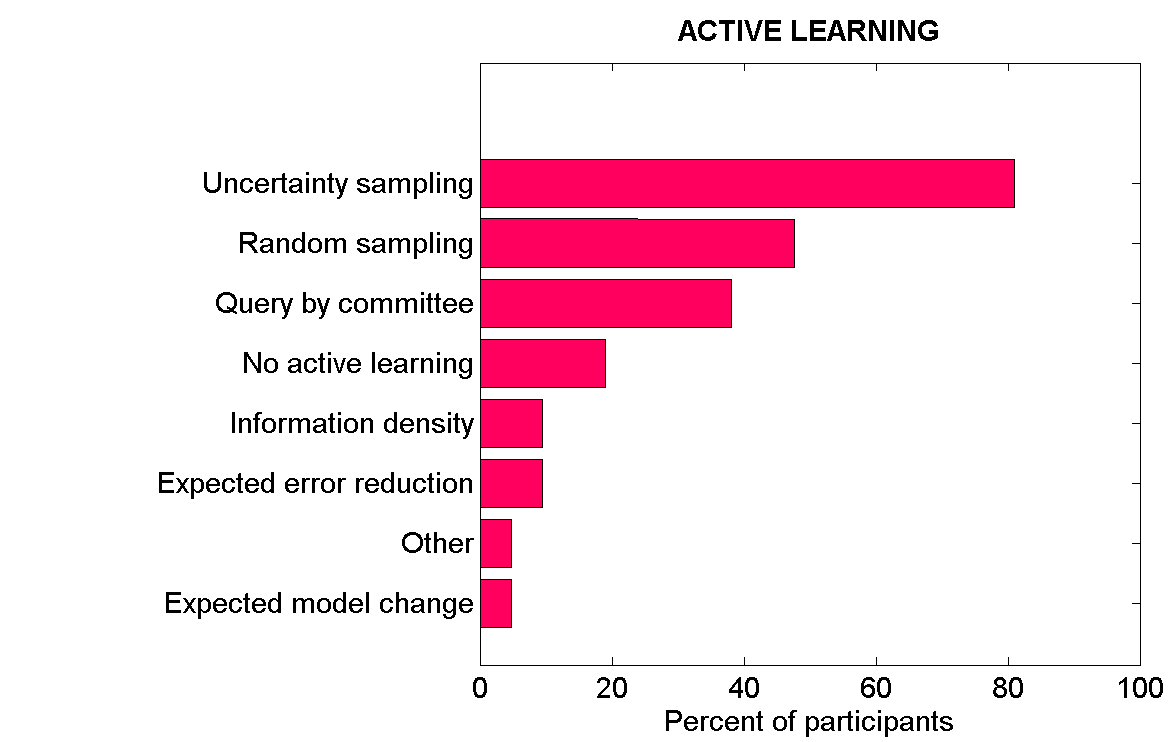 ACTIVE LEARNING
Uncertainty sampling
Random sampling
Query by committee
No active learning
Information density
Expected error reduction
Other
Expected model change
0 20 40 60 80 100
Percent of participants